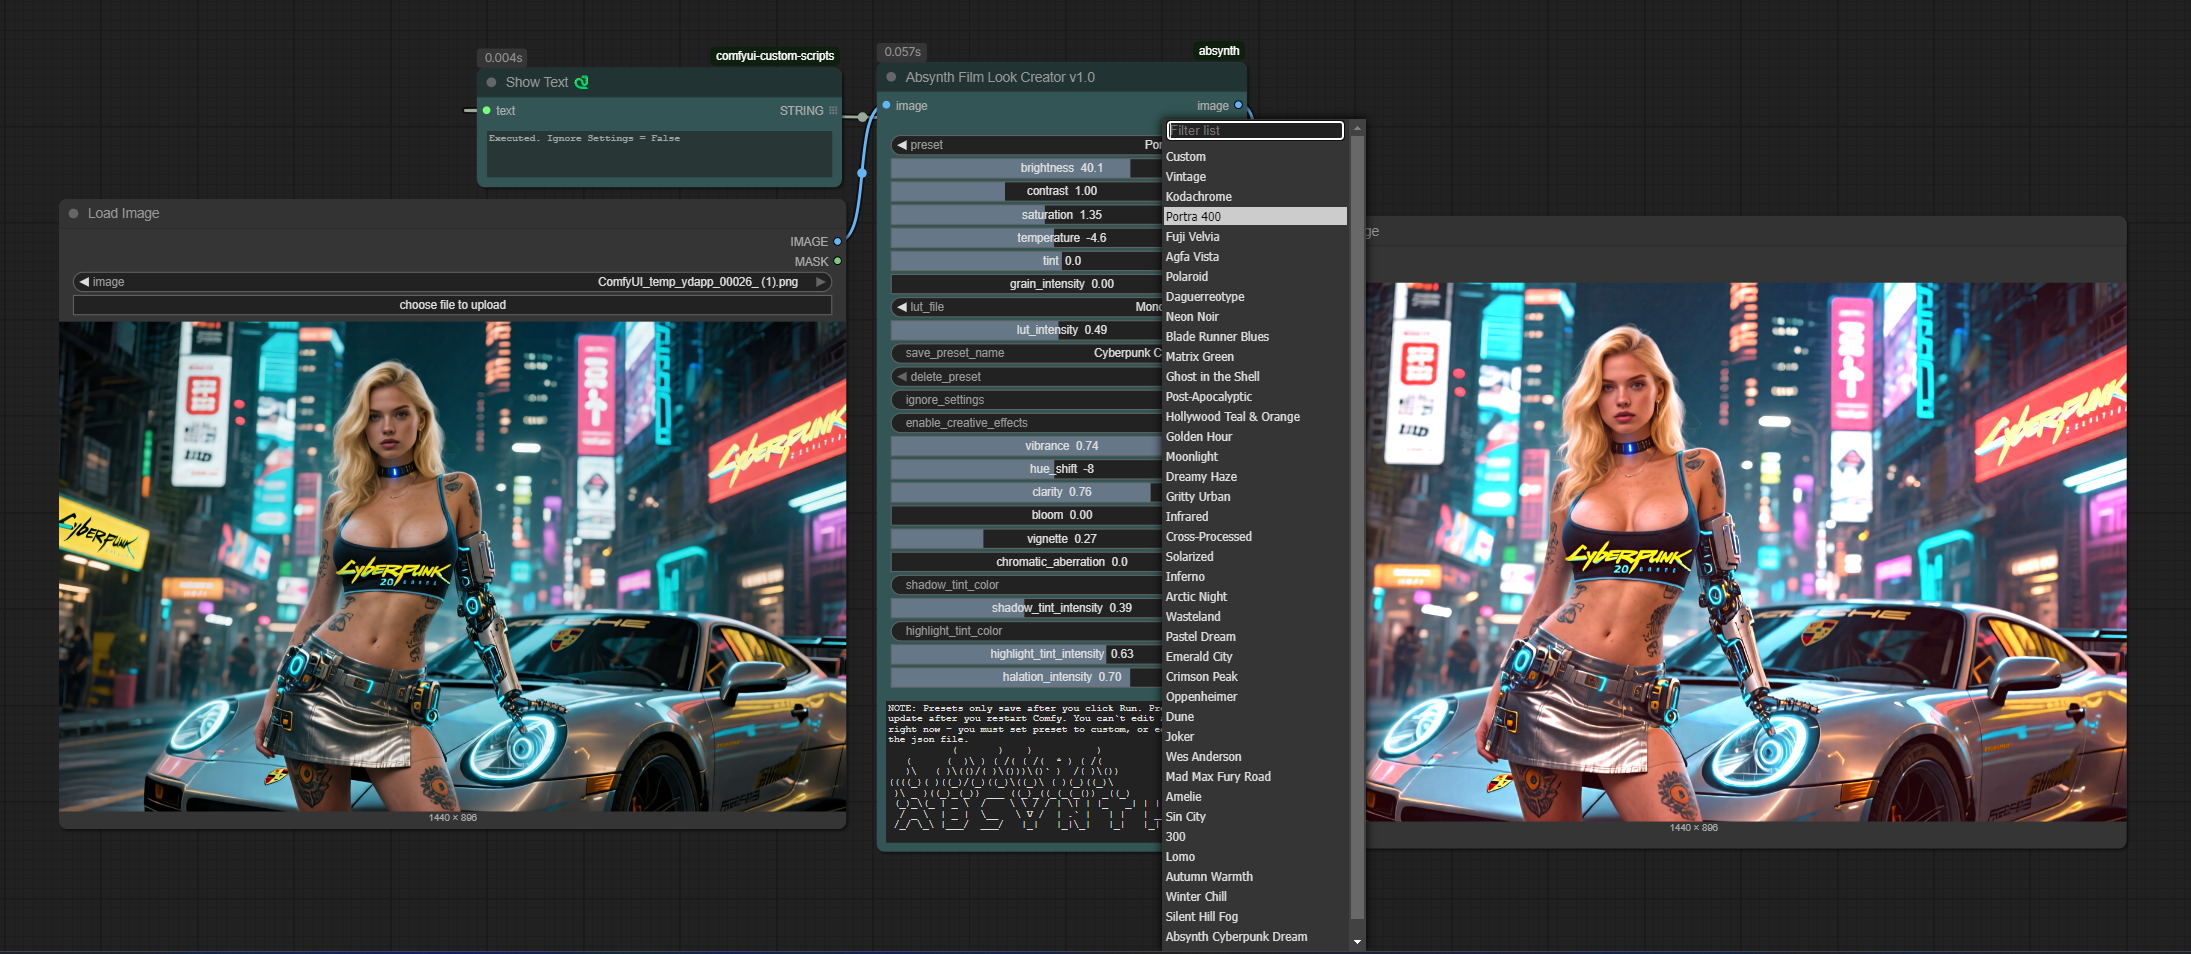 0.004s
comfyui-custom-scripts
Show Text
text
STRING
Executed. Ignore Settings = False
Load Image
IMAGE
MASK
image
ComfyUI_temp_ydapp_00026_ (1).png
choose file to upload
CYBERPUNK
CYBERPUNK
CYBERPUNK
20
1440 × 896
0.057s
absynth
Absynth Film Look Creator v1.0
image
image
preset
Por
brightness 40.1
contrast 1.00
saturation 1.35
temperature -4.6
tint 0.0
grain_intensity 0.00
lut_file
Mono
lut_intensity 0.49
save_preset_name
Cyberpunk C
delete_preset
ignore_settings
enable_creative_effects
vibrance 0.74
hue_shift -8
clarity 0.76
bloom 0.00
vignette 0.27
chromatic_aberration 0.0
shadow_tint_color
shadow_tint_intensity 0.39
highlight_tint_color
highlight_tint_intensity 0.63
halation_intensity 0.70
NOTE: Presets only save after you click Run. Pr
update after you restart Comfy. You can't edit
right now - you must set preset to custom, or e
the json file.
Filter list
Custom
Vintage
Kodachrome
Portra 400
Fuji Velvia
Agfa Vista
Polaroid
Daguerreotype
Neon Noir
Blade Runner Blues
Matrix Green
Ghost in the Shell
Post-Apocalyptic
Hollywood Teal & Orange
Golden Hour
Moonlight
Dreamy Haze
Gritty Urban
Infrared
Cross-Processed
Solarized
Inferno
Arctic Night
Wasteland
Pastel Dream
Emerald City
Crimson Peak
Oppenheimer
Dune
Joker
Wes Anderson
Mad Max Fury Road
Amelie
Sin City
300
Lomo
Autumn Warmth
Winter Chill
Silent Hill Fog
Absynth Cyberpunk Dream
ge
CYBERPUNK
CYBERPUNK
20
1440 × 896